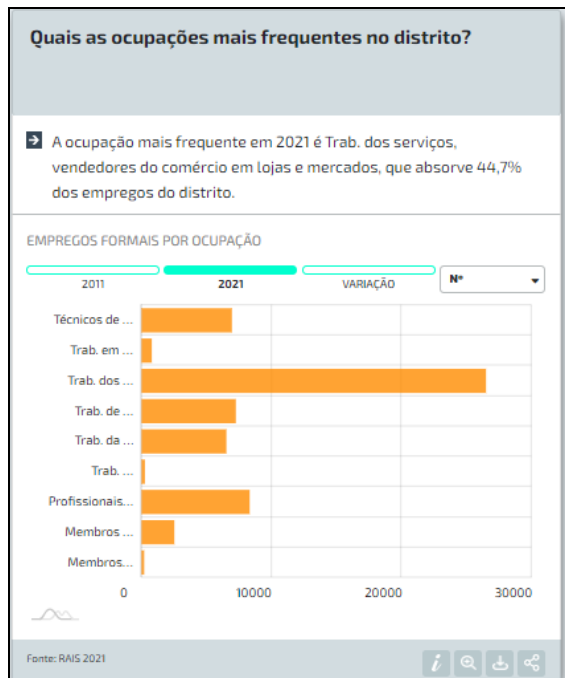 Quais as ocupações mais frequentes no distrito?
A ocupação mais frequente em 2021 é Trab. dos serviços,
vendedores do comércio em lojas e mercados, que absorve 44,7%
dos empregos do distrito.
EMPREGOS FORMAIS POR OCUPAÇÃO
2011 2021 VARIAÇÃO Nº
Técnicos de ...
Trab. em ...
Trab. dos ...
Trab. de ...
Trab. da ...
Trab. ...
Profissionais...
Membros ...
Membros...
0 10000 20000 30000
Fonte: RAIS 2021
i